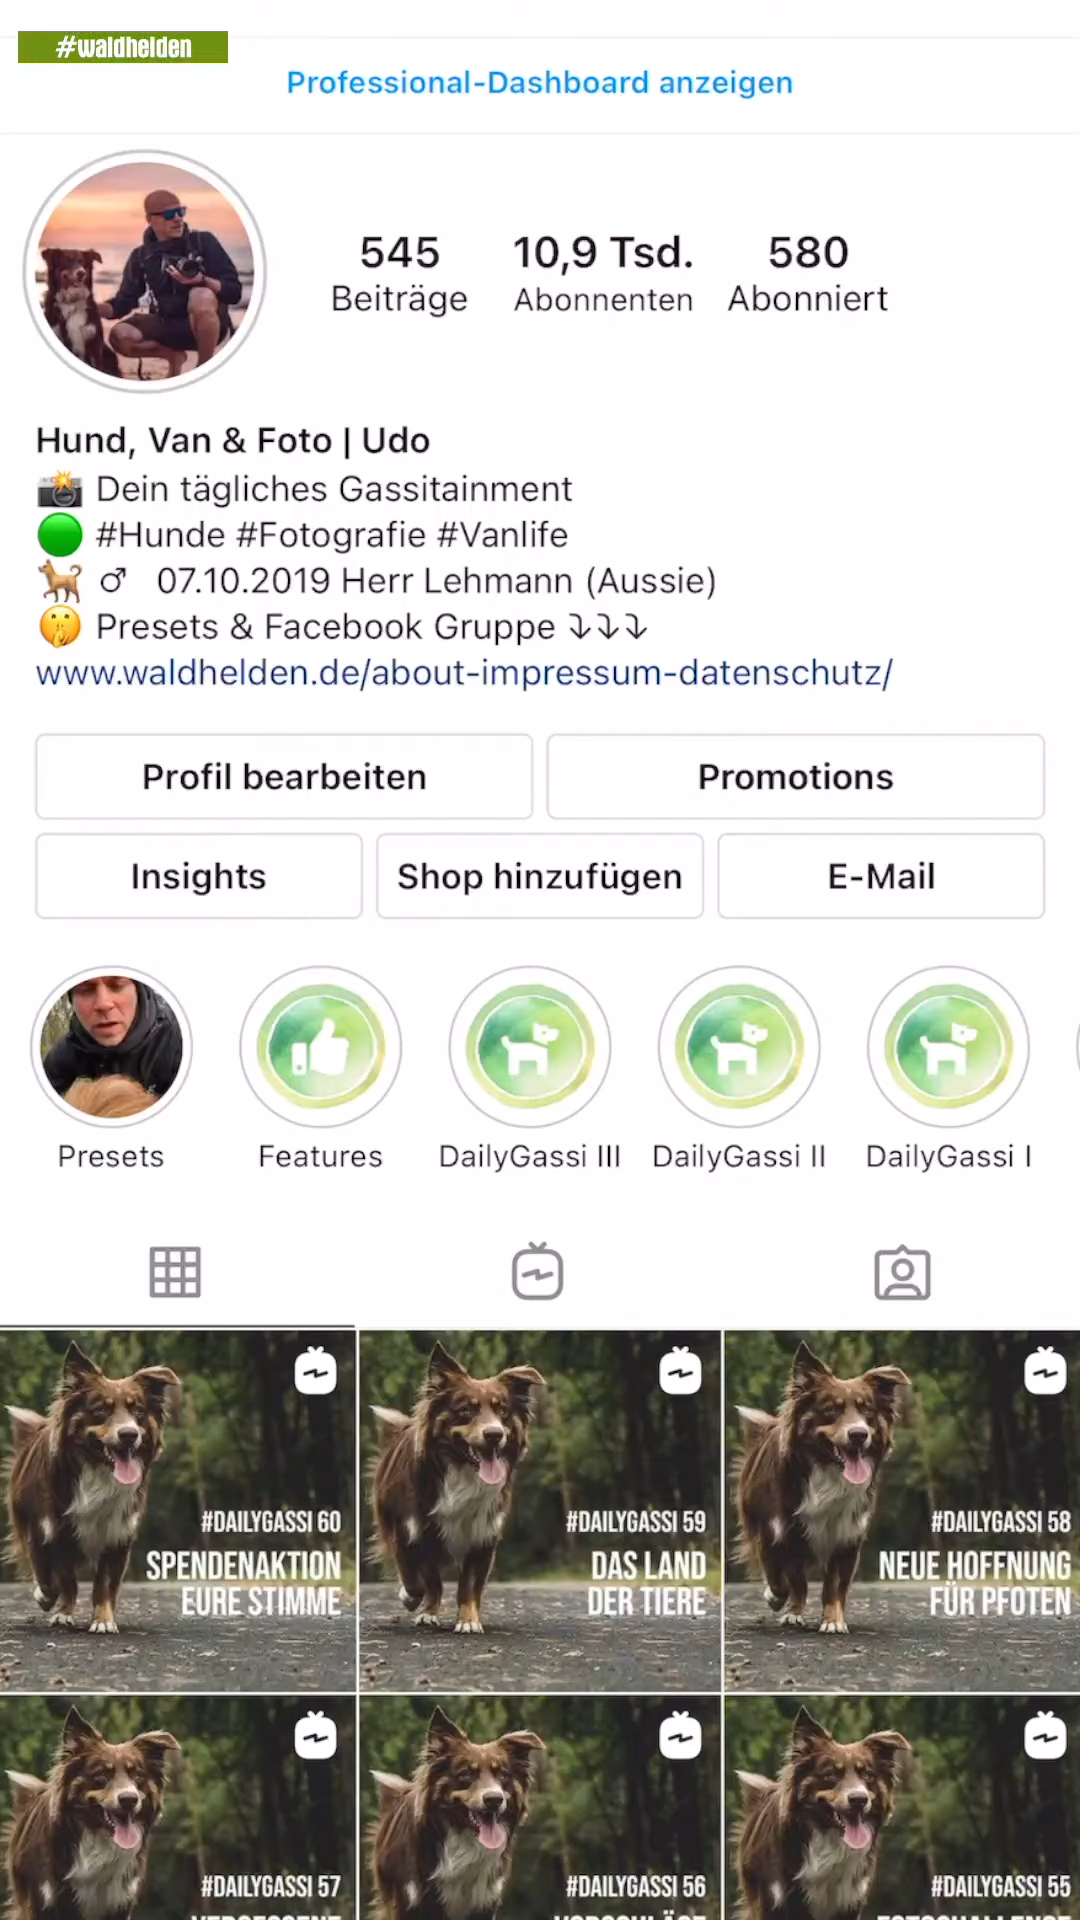 #waldhelden
Professional-Dashboard anzeigen
545 10,9 Tsd. 580
Beiträge Abonnenten Abonniert
Hund, Van & Foto | Udo
📸 Dein tägliches Gassitainment
🟢 #Hunde #Fotografie #Vanlife
🐕 ♂ 07.10.2019 Herr Lehmann (Aussie)
🤫 Presets & Facebook Gruppe ⤵⤵⤵
www.waldhelden.de/about-impressum-datenschutz/
Profil bearbeiten Promotions
Insights Shop hinzufügen E-Mail
Presets Features DailyGassi III DailyGassi II DailyGassi I
#DAILYGASSI 60
SPENDENAKTION
EURE STIMME
#DAILYGASSI 59
DAS LAND
DER TIERE
#DAILYGASSI 58
NEUE HOFFNUNG
FÜR PFOTEN
#DAILYGASSI 57
#DAILYGASSI 56
#DAILYGASSI 55